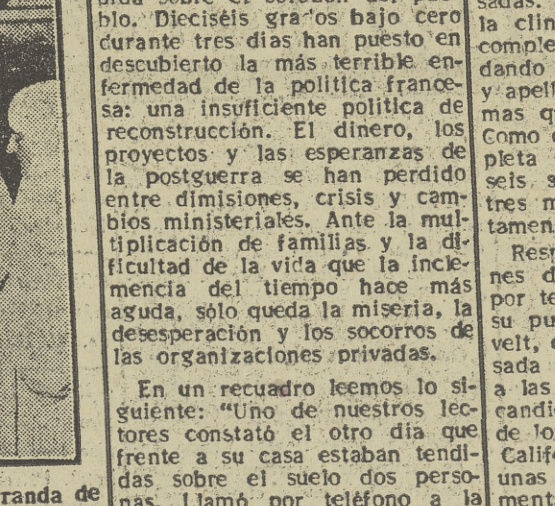 blo. Dieciséis grados bajo cero
durante tres días han puesto en
descubierto la más terrible en-
fermedad de la política france-
sa: una insuficiente política de
reconstrucción. El dinero, los
proyectos y las esperanzas de
la postguerra se han perdido
entre dimisiones, crisis y cam-
bios ministeriales. Ante la mul-
tiplicación de familias y la di-
ficultad de la vida que la incle-
mencia del tiempo hace más
aguda, sólo queda la miseria, la
desesperación y los socorros de
las organizaciones privadas.
En un recuadro leemos lo si-
guiente: "Uno de nuestros lec-
tores constató el otro día que
frente a su casa estaban tendi-
das sobre el suelo dos perso-
nas. Llamó por teléfono a la
randa de
sadas.
la clin
comple
dando
y apell
mas q
Como
pleta
seis s
tres m
tamen
Resp
nes d
por te
su pu
velt,
sada
a las
candi
de lo
Calif
unas
ment